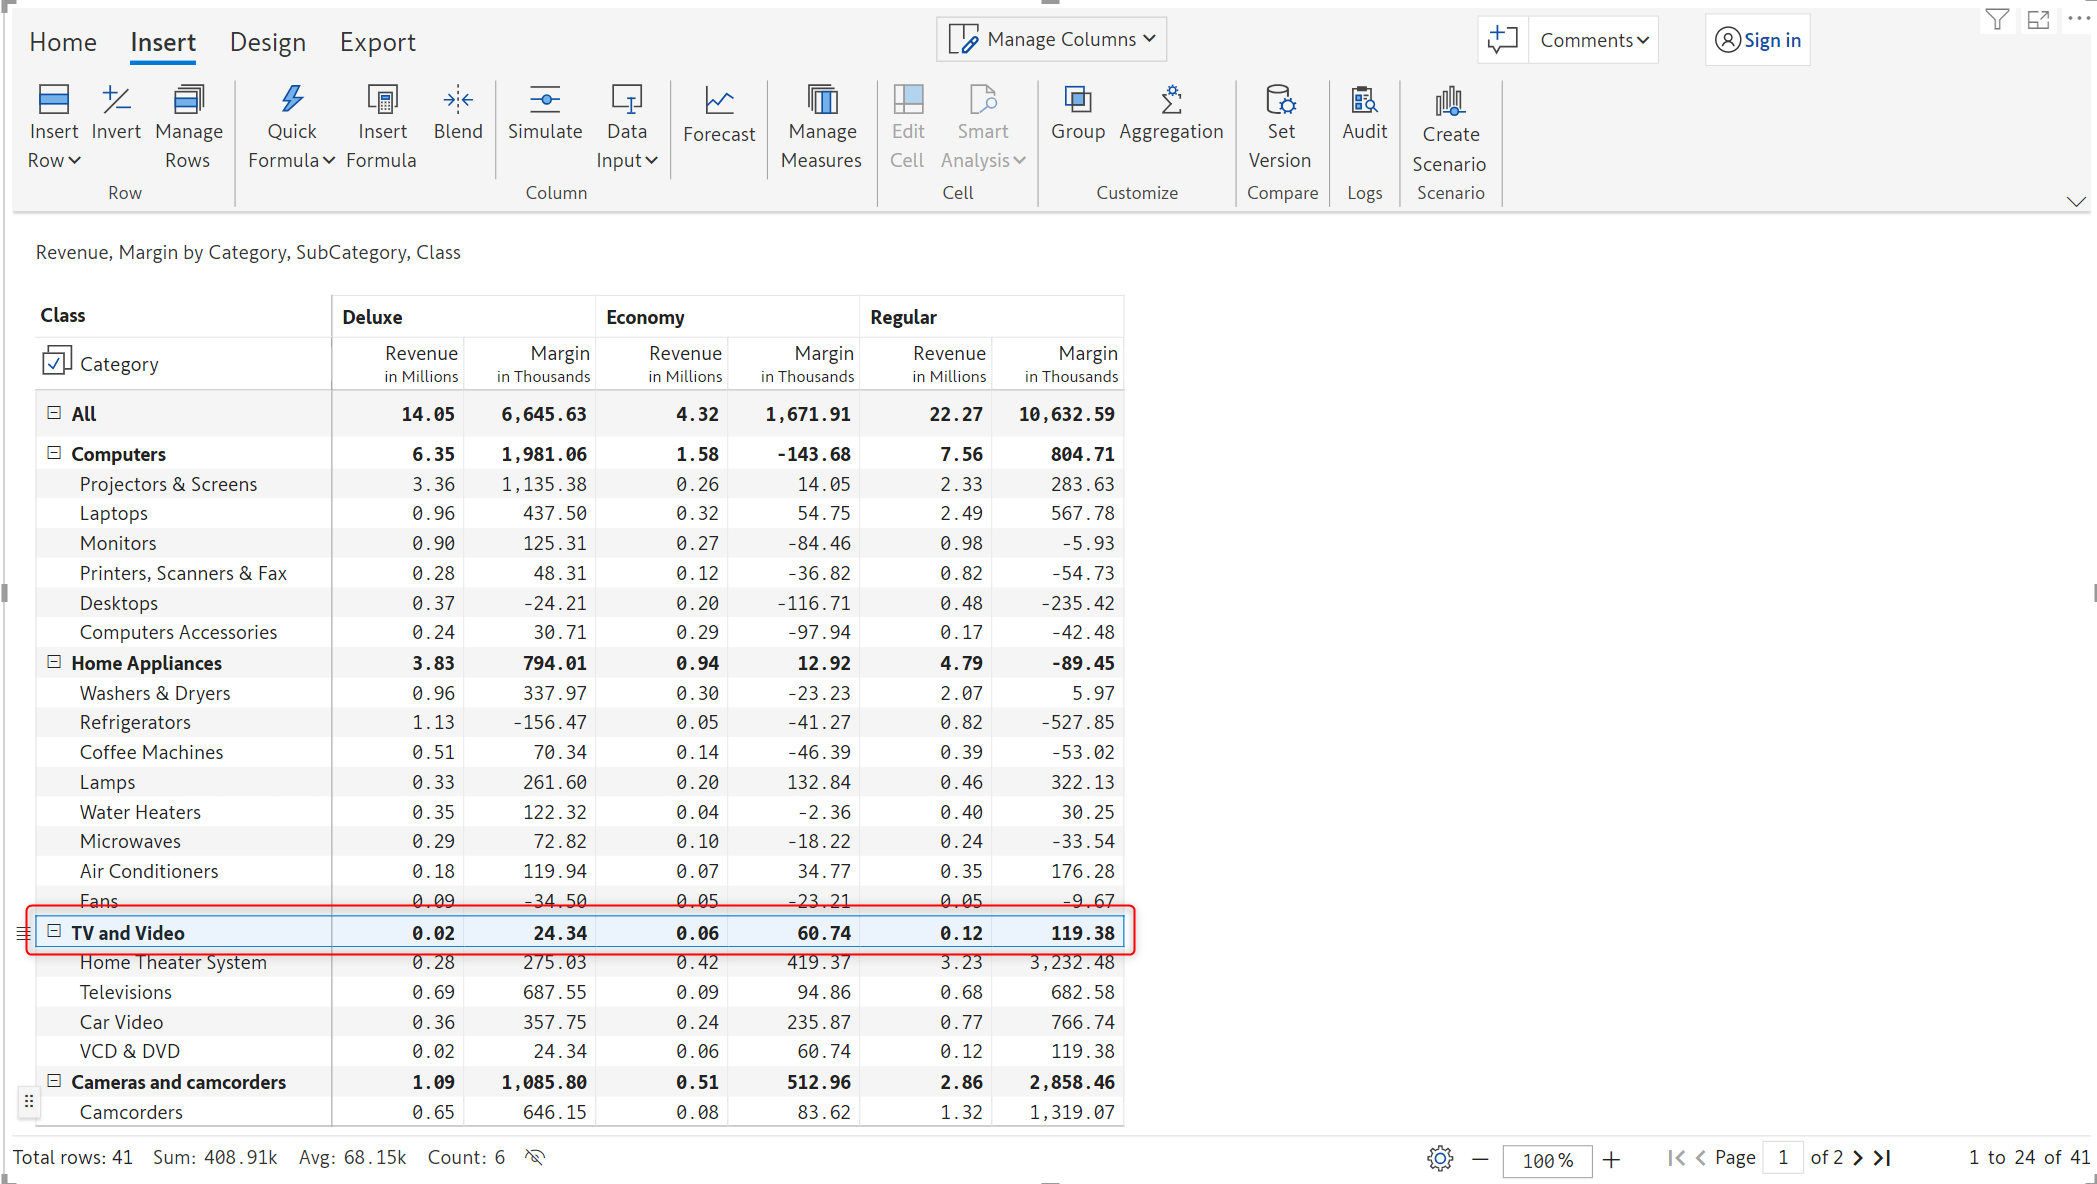 Home Insert Design Export Manage Columns Comments Sign in
Insert Row Invert Manage Rows Quick Formula Insert Formula Blend Simulate Data Input Forecast Manage Measures Edit Cell Smart Analysis Group Aggregation Set Version Audit Create Scenario
Row Column Cell Customize Compare Logs Scenario
Revenue, Margin by Category, SubCategory, Class
Class Deluxe Economy Regular
Category Revenue in Millions Margin in Thousands Revenue in Millions Margin in Thousands Revenue in Millions Margin in Thousands
All 14.05 6,645.63 4.32 1,671.91 22.27 10,632.59
Computers 6.35 1,981.06 1.58 -143.68 7.56 804.71
Projectors & Screens 3.36 1,135.38 0.26 14.05 2.33 283.63
Laptops 0.96 437.50 0.32 54.75 2.49 567.78
Monitors 0.90 125.31 0.27 -84.46 0.98 -5.93
Printers, Scanners & Fax 0.28 48.31 0.12 -36.82 0.82 -54.73
Desktops 0.37 -24.21 0.20 -116.71 0.48 -235.42
Computers Accessories 0.24 30.71 0.29 -97.94 0.17 -42.48
Home Appliances 3.83 794.01 0.94 12.92 4.79 -89.45
Washers & Dryers 0.96 337.97 0.30 -23.23 2.07 5.97
Refrigerators 1.13 -156.47 0.05 -41.27 0.82 -527.85
Coffee Machines 0.51 70.34 0.14 -46.39 0.39 -53.02
Lamps 0.33 261.60 0.20 132.84 0.46 322.13
Water Heaters 0.35 122.32 0.04 -2.36 0.40 30.25
Microwaves 0.29 72.82 0.10 -18.22 0.24 -33.54
Air Conditioners 0.18 119.94 0.07 34.77 0.35 176.28
Fans 0.09 -34.50 0.05 -23.21 0.05 -9.67
TV and Video 0.02 24.34 0.06 60.74 0.12 119.38
Home Theater System 0.28 275.03 0.42 419.37 3.23 3,232.48
Televisions 0.69 687.55 0.09 94.86 0.68 682.58
Car Video 0.36 357.75 0.24 235.87 0.77 766.74
VCD & DVD 0.02 24.34 0.06 60.74 0.12 119.38
Cameras and camcorders 1.09 1,085.80 0.51 512.96 2.86 2,858.46
Camcorders 0.65 646.15 0.08 83.62 1.32 1,319.07
Total rows: 41 Sum: 408.91k Avg: 68.15k Count: 6 100% Page 1 of 2 1 to 24 of 41